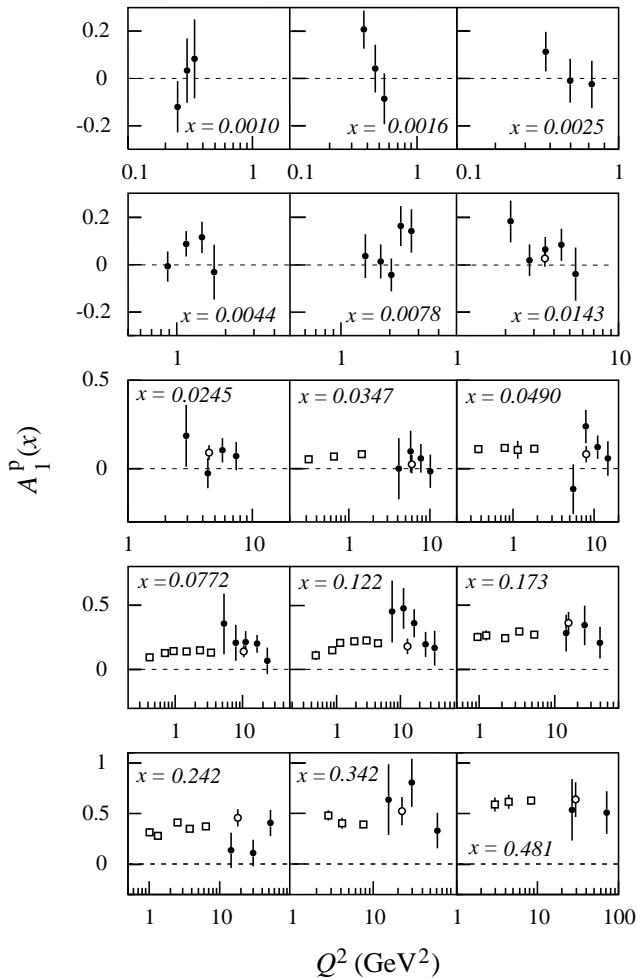 0.2
0
-0.2
x = 0.0010
x = 0.0016
x = 0.0025
0.1 1 0.1 1 0.1 1
0.2
0
-0.2
x = 0.0044
x = 0.0078
x = 0.0143
1 1 1 10
0.5
0
x = 0.0245
x = 0.0347
x = 0.0490
1 10 1 10 1 10
A₁ᵖ(x)
0.5
0
x = 0.0772
x = 0.122
x = 0.173
1 10 1 10 1 10
1
0.5
0
x = 0.242
x = 0.342
x = 0.481
1 10 1 10 100 1 10 100
Q² (GeV²)